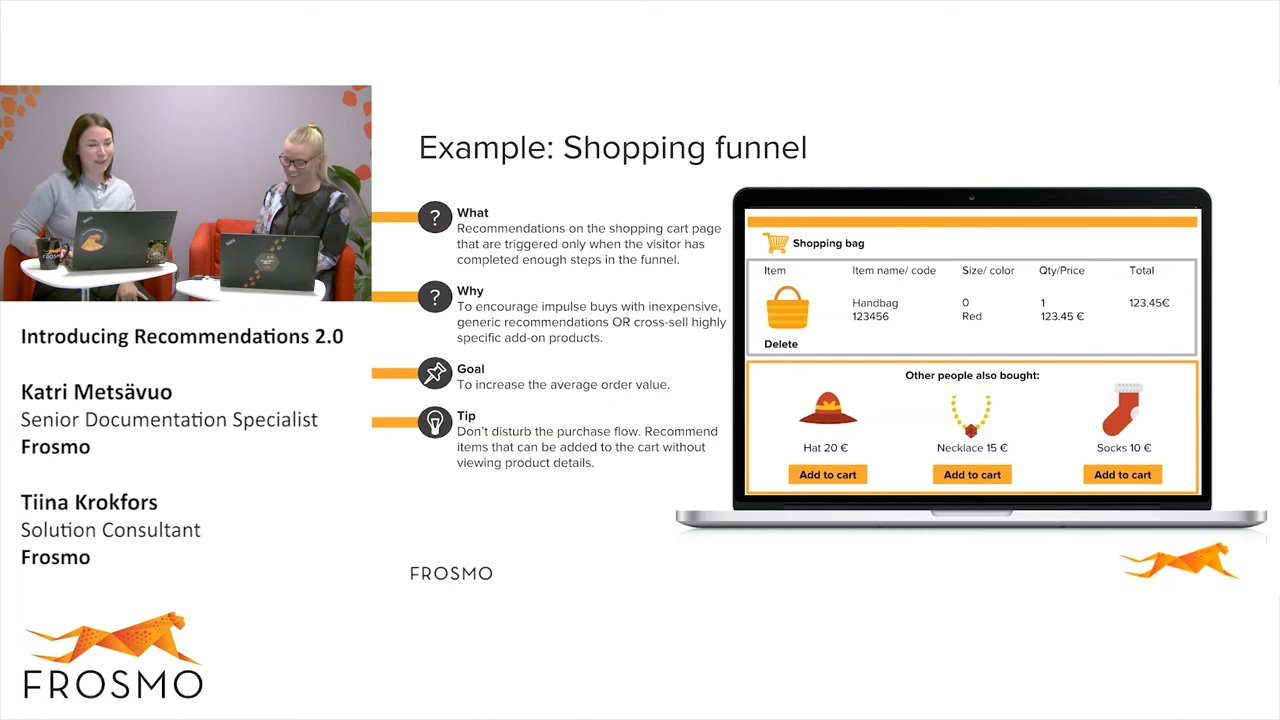 Introducing Recommendations 2.0
Katri Metsävuo
Senior Documentation Specialist
Frosmo
Tiina Krokfors
Solution Consultant
Frosmo
FROSMO
Example: Shopping funnel
?
What
Recommendations on the shopping cart page
that are triggered only when the visitor has
completed enough steps in the funnel.
?
Why
To encourage impulse buys with inexpensive,
generic recommendations OR cross-sell highly
specific add-on products.
Goal
To increase the average order value.
Tip
Don't disturb the purchase flow. Recommend
items that can be added to the cart without
viewing product details.
Shopping bag
Item Item name/ code Size/ color Qty/Price Total
Handbag 0 1 123.45€
123456 Red 123.45 €
Delete
Other people also bought:
Hat 20 € Necklace 15 € Socks 10 €
Add to cart Add to cart Add to cart
FROSMO
FROSMO